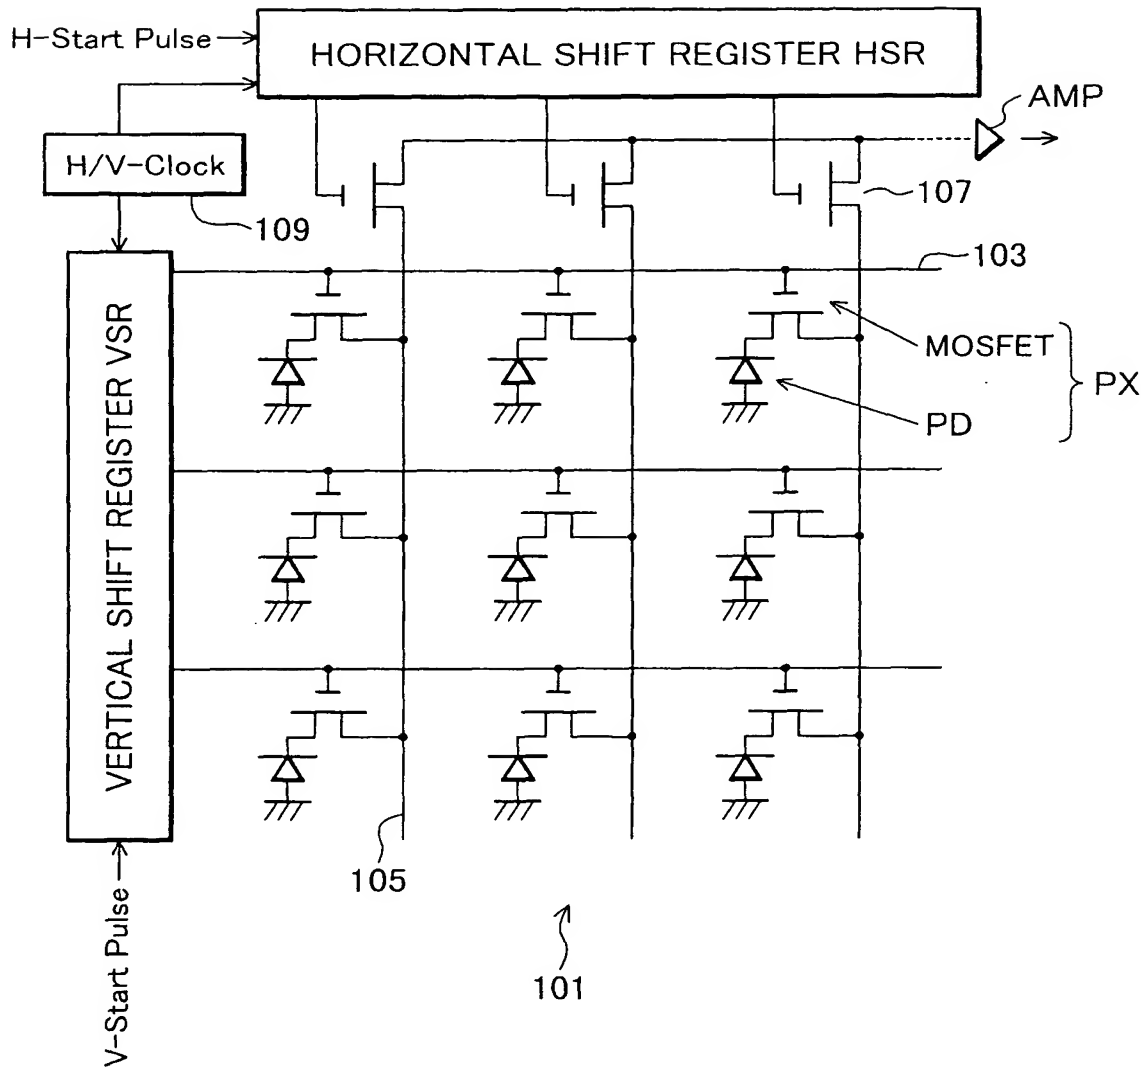 H-Start Pulse
HORIZONTAL SHIFT REGISTER HSR
AMP
H/V-Clock
107
109
103
VERTICAL SHIFT REGISTER VSR
MOSFET
PX
PD
105
V-Start Pulse
101